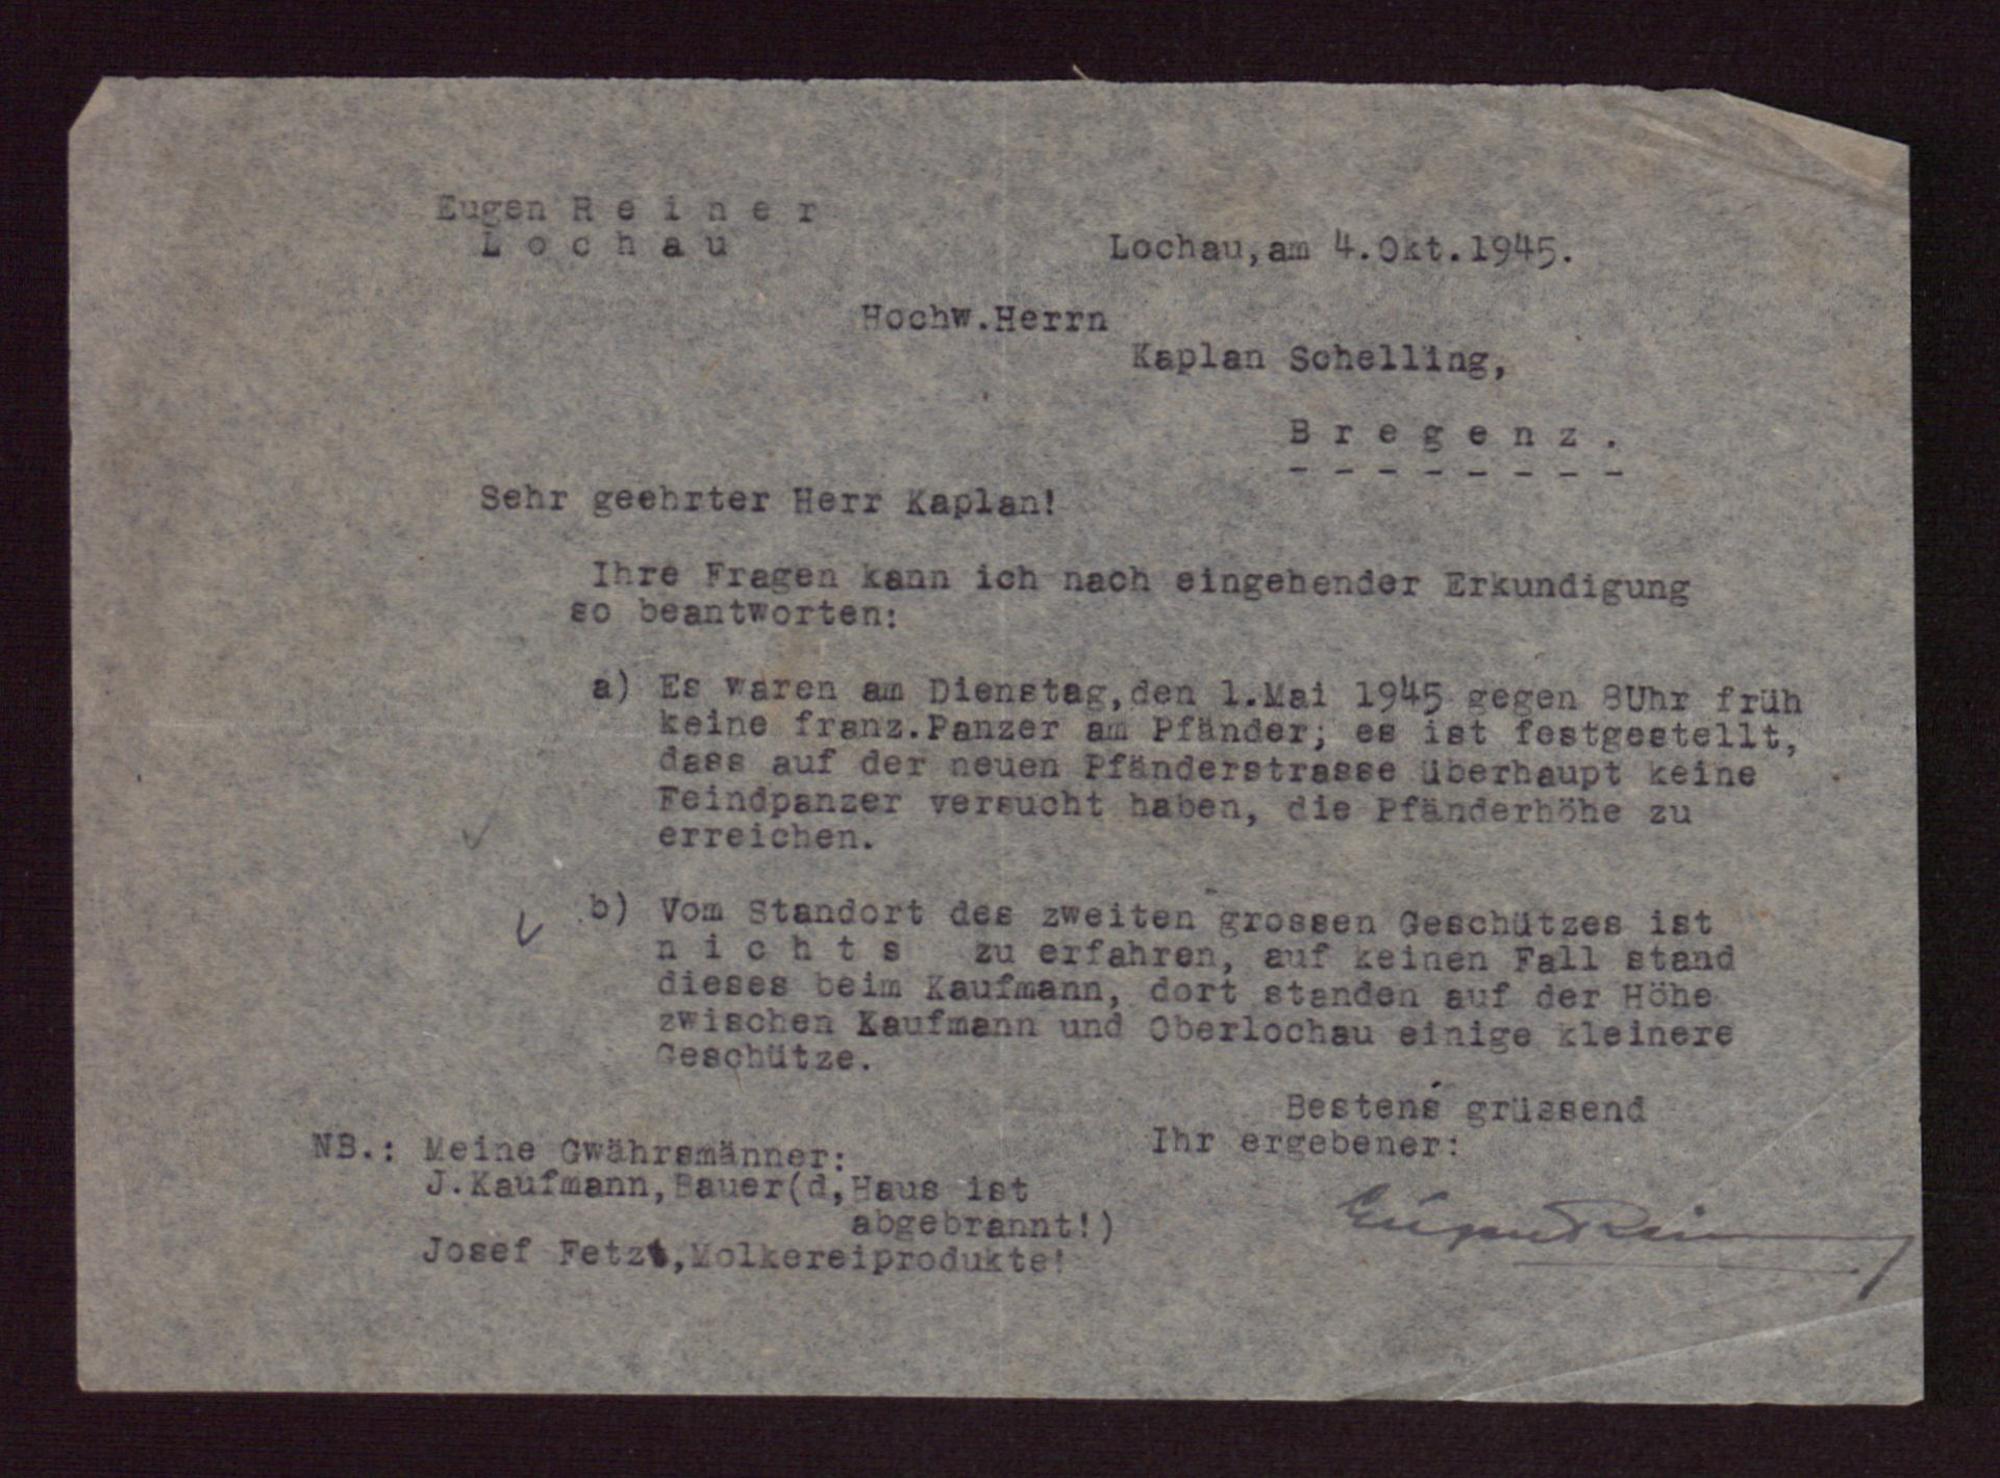 Eugen R e i n e r
L o c h a u
Lochau,am 4.Okt.1945.
Hochw.Herrn
Kaplan Schelling,
B r e g e n z .
- - - - - - - -
Sehr geehrter Herr Kaplan!
Ihre Fragen kann ich nach eingehender Erkundigung
so beantworten:
a) Es waren am Dienstag,den 1.Mai 1945 gegen 8Uhr früh
keine franz.Panzer am Pfänder; es ist festgestellt,
dass auf der neuen Pfänderstrasse überhaupt keine
Feindpanzer versucht haben, die Pfänderhöhe zu
erreichen.
b) Vom Standort des zweiten grossen Geschützes ist
n i c h t s zu erfahren, auf keinen Fall stand
dieses beim Kaufmann, dort standen auf der Höhe
zwischen Kaufmann und Oberlochau einige kleinere
Geschütze.
Bestens grüssend
Ihr ergebener:
NB.: Meine Gwährsmänner:
J.Kaufmann,Bauer(d,Haus ist
abgebrannt!)
Josef Fetz,Molkereiprodukte!
Eugen Reiner